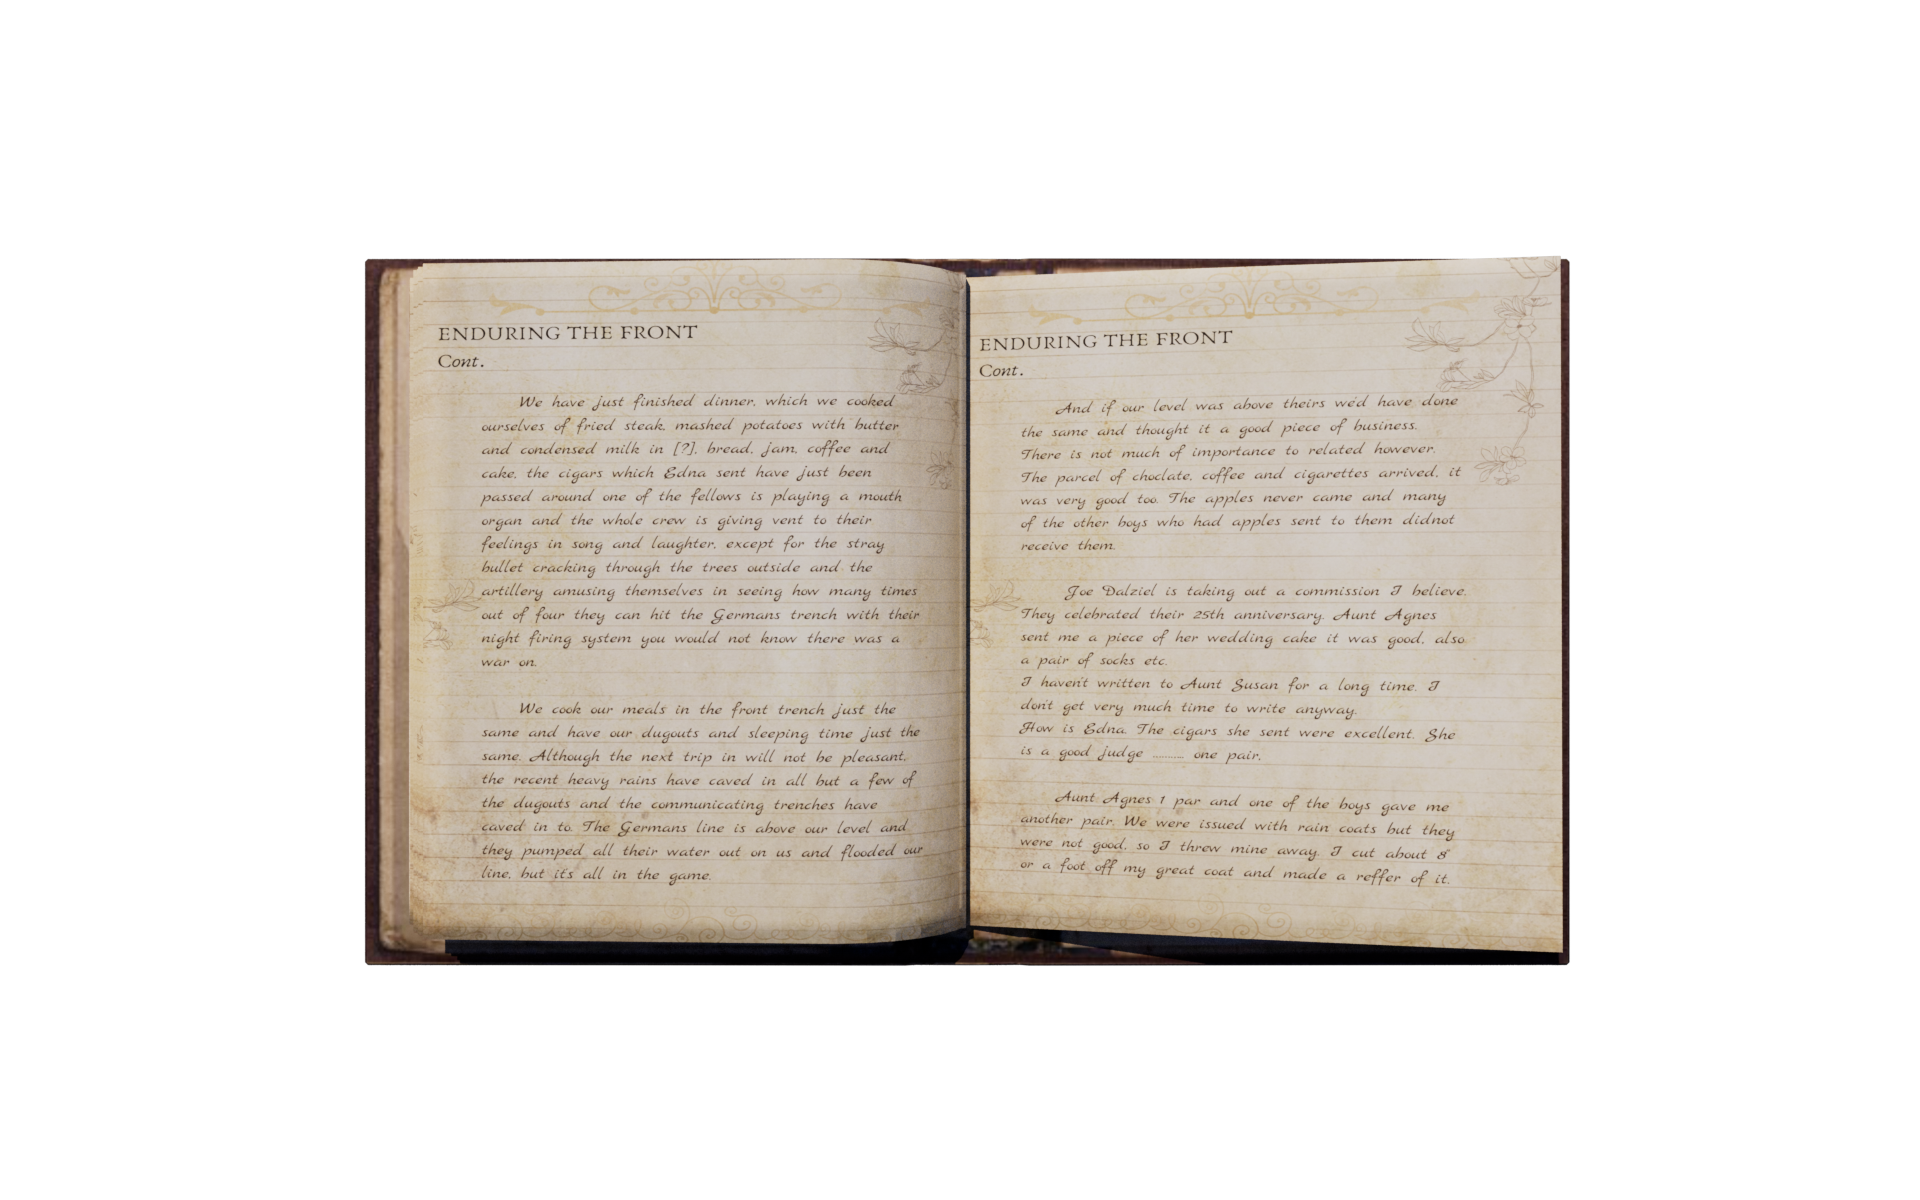 ENDURING THE FRONT
Cont.
We have just finished dinner, which we cooked
ourselves of fried steak, mashed potatoes with butter
and condensed milk in [?], bread, jam, coffee and
cake, the cigars which Edna sent have just been
passed around one of the fellows is playing a mouth
organ and the whole crew is giving vent to their
feelings in song and laughter, except for the stray
bullet cracking through the trees outside and the
artillery amusing themselves in seeing how many times
out of four they can hit the Germans trench with their
night firing system you would not know there was a
war on.
We cook our meals in the front trench just the
same and have our dugouts and sleeping time just the
same. Although the next trip in will not be pleasant,
the recent heavy rains have caved in all but a few of
the dugouts and the communicating trenches have
caved in to. The Germans line is above our level and
they pumped all their water out on us and flooded our
line, but it's all in the game.
ENDURING THE FRONT
Cont.
And if our level was above theirs we'd have done
the same and thought it a good piece of business.
There is not much of importance to related however.
The parcel of choclate, coffee and cigarettes arrived, it
was very good too. The apples never came and many
of the other boys who had apples sent to them didnot
receive them.
Joe Dalziel is taking out a commission I believe.
They celebrated their 25th anniversary. Aunt Agnes
sent me a piece of her wedding cake it was good, also
a pair of socks etc.
I haven't written to Aunt Susan for a long time. I
don't get very much time to write anyway.
How is Edna. The cigars she sent were excellent. She
is a good judge ........... one pair,
Aunt Agnes 1 par and one of the boys gave me
another pair. We were issued with rain coats but they
were not good, so I threw mine away. I cut about 8
or a foot off my great coat and made a reffer of it.